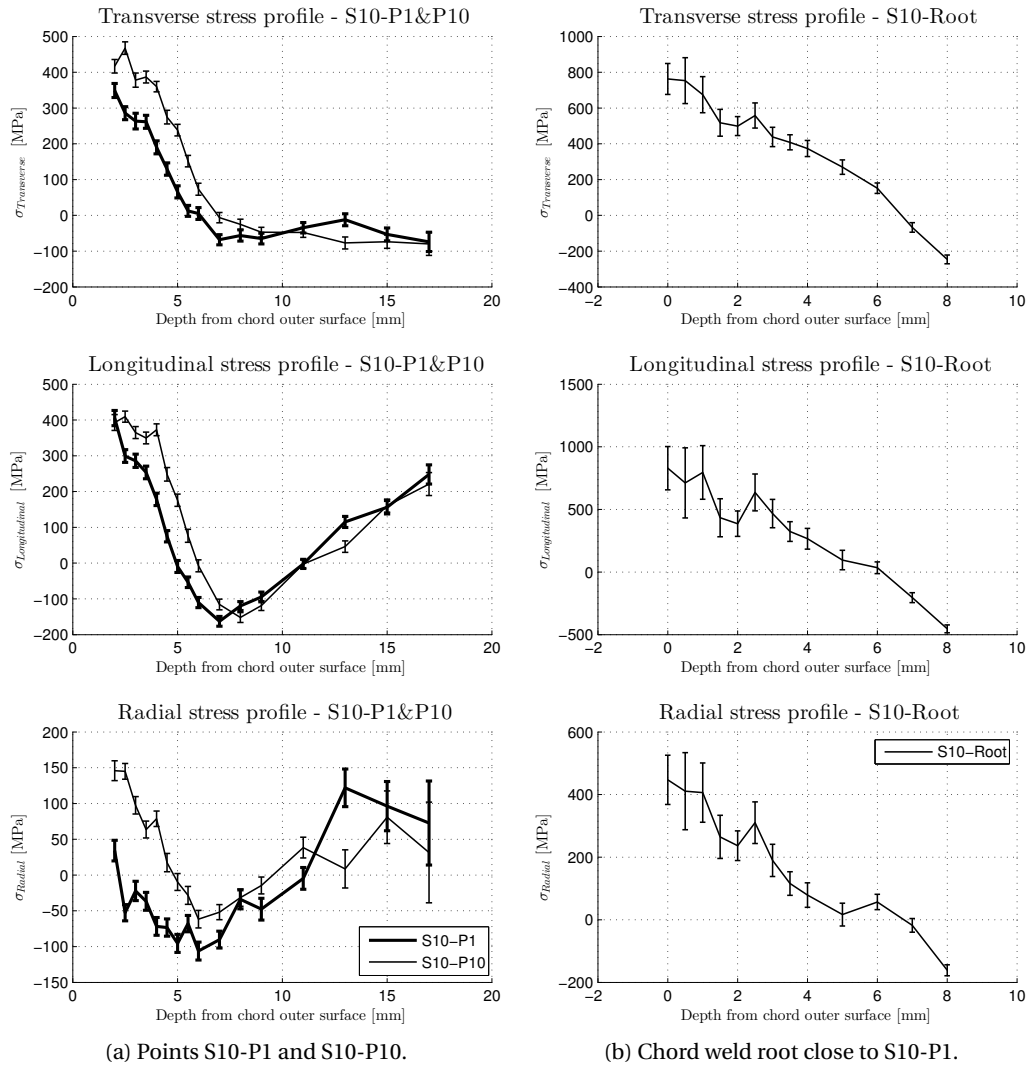 Transverse stress profile - S10-P1&P10
500
400
300
200
100
0
−100
−200
σTransverse [MPa]
0 5 10 15 20
Depth from chord outer surface [mm]
Transverse stress profile - S10-Root
1000
800
600
400
200
0
−200
−400
σTransverse [MPa]
−2 0 2 4 6 8 10
Depth from chord outer surface [mm]
Longitudinal stress profile - S10-P1&P10
500
400
300
200
100
0
−100
−200
σLongitudinal [MPa]
0 5 10 15 20
Depth from chord outer surface [mm]
Longitudinal stress profile - S10-Root
1500
1000
500
0
−500
σLongitudinal [MPa]
−2 0 2 4 6 8 10
Depth from chord outer surface [mm]
Radial stress profile - S10-P1&P10
200
150
100
50
0
−50
−100
−150
σRadial [MPa]
S10−P1
S10−P10
0 5 10 15 20
Depth from chord outer surface [mm]
Radial stress profile - S10-Root
600
400
200
0
−200
σRadial [MPa]
S10−Root
−2 0 2 4 6 8 10
Depth from chord outer surface [mm]
(a) Points S10-P1 and S10-P10.
(b) Chord weld root close to S10-P1.